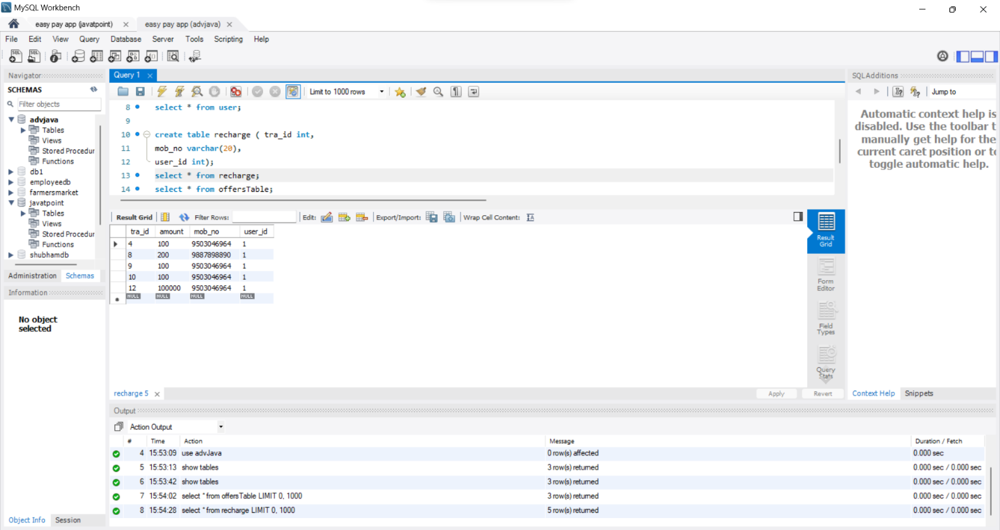 MySQL Workbench
easy pay app (javatpoint) easy pay app (advjava)
File Edit View Query Database Server Tools Scripting Help
Navigator
SCHEMAS
Filter objects
advjava
Tables
Views
Stored Procedur
Functions
db1
employeedb
farmersmarket
javatpoint
Tables
Views
Stored Procedur
Functions
shubhamdb
Administration Schemas
Information
No object
selected
Object Info Session
Query 1
Limit to 1000 rows
8 select * from user;
9
10 create table recharge ( tra_id int,
11 mob_no varchar(20),
12 user_id int);
13 select * from recharge;
14 select * from offersTable;
Result Grid Filter Rows: Edit: Export/Import: Wrap Cell Content:
tra_id amount mob_no user_id
4 100 9503046964 1
8 200 9887898890 1
9 100 9503046964 1
10 100 9503046964 1
12 100000 9503046964 1
NULL NULL NULL NULL
Result
Grid
Form
Editor
Field
Types
Query
Stats
recharge 5 Apply Revert
SQLAdditions
Jump to
Automatic context help is
disabled. Use the toolbar t
manually get help for the
current caret position or to
toggle automatic help.
Context Help Snippets
Output
Action Output
# Time Action Message Duration / Fetch
4 15:53:09 use advJava 0 row(s) affected 0.000 sec
5 15:53:13 show tables 3 row(s) returned 0.000 sec / 0.000 sec
6 15:53:42 show tables 3 row(s) returned 0.000 sec / 0.000 sec
7 15:54:02 select * from offersTable LIMIT 0, 1000 3 row(s) returned 0.000 sec / 0.000 sec
8 15:54:28 select * from recharge LIMIT 0, 1000 5 row(s) returned 0.000 sec / 0.000 sec